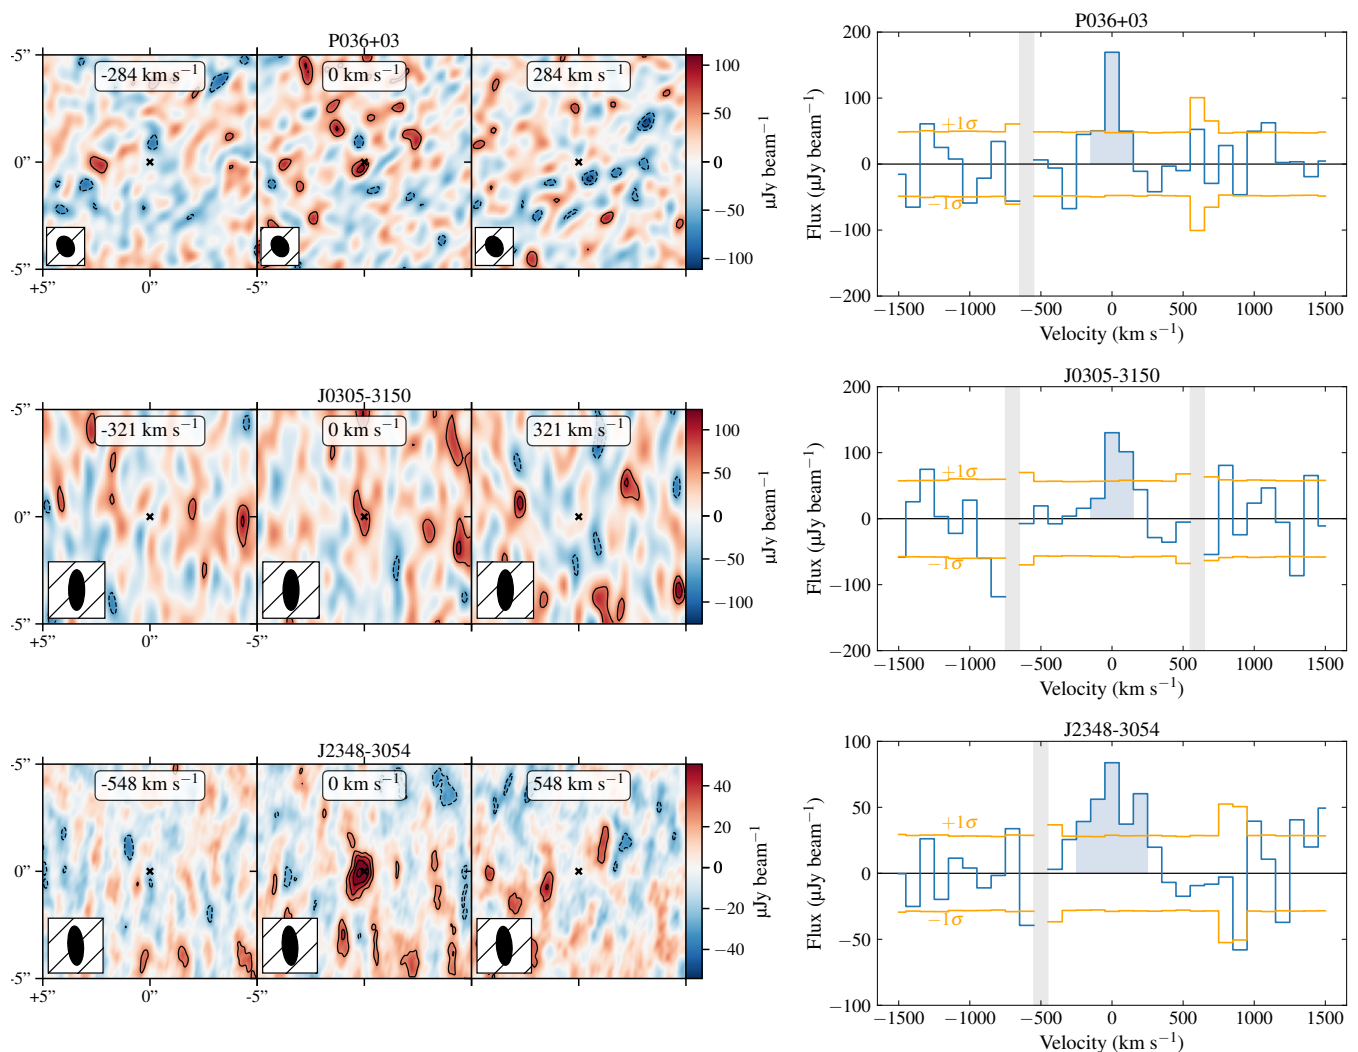 P036+03
-5”
0”
-5”
-284 km s⁻¹
0 km s⁻¹
284 km s⁻¹
+5”
0”
-5”
100
50
0
−50
−100
μJy beam⁻¹
P036+03
200
100
0
−100
−200
Flux (μJy beam⁻¹)
+1σ
−1σ
−1500
−1000
−500
0
500
1000
1500
Velocity (km s⁻¹)
J0305-3150
-5”
0”
-5”
-321 km s⁻¹
0 km s⁻¹
321 km s⁻¹
+5”
0”
-5”
100
50
0
−50
−100
μJy beam⁻¹
J0305-3150
200
100
0
−100
−200
Flux (μJy beam⁻¹)
+1σ
−1σ
−1500
−1000
−500
0
500
1000
1500
Velocity (km s⁻¹)
J2348-3054
-5”
0”
-5”
-548 km s⁻¹
0 km s⁻¹
548 km s⁻¹
+5”
0”
-5”
40
20
0
−20
−40
μJy beam⁻¹
J2348-3054
100
50
0
−50
−100
Flux (μJy beam⁻¹)
+1σ
−1σ
−1500
−1000
−500
0
500
1000
1500
Velocity (km s⁻¹)